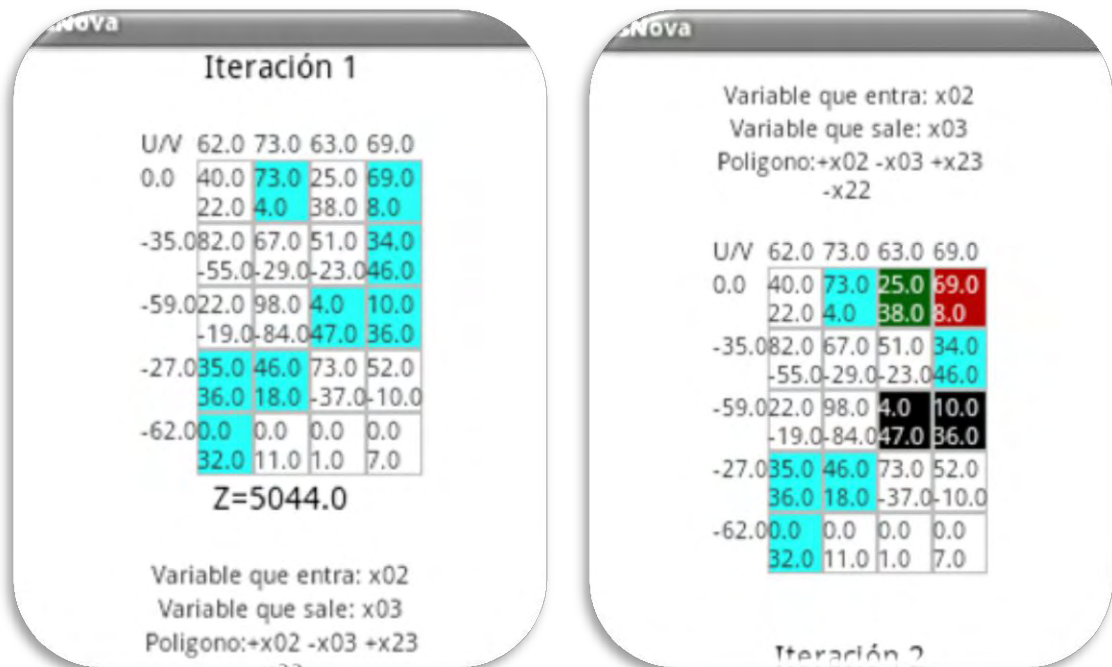 Nova
Iteración 1
U/V 62.0 73.0 63.0 69.0
0.0 40.0 73.0 25.0 69.0
22.0 4.0 38.0 8.0
-35.0 82.0 67.0 51.0 34.0
-55.0 -29.0 -23.0 46.0
-59.0 22.0 98.0 4.0 10.0
-19.0 -84.0 47.0 36.0
-27.0 35.0 46.0 73.0 52.0
36.0 18.0 -37.0 -10.0
-62.0 0.0 0.0 0.0 0.0
32.0 11.0 1.0 7.0
Z=5044.0
Variable que entra: x02
Variable que sale: x03
Poligono:+x02 -x03 +x23
Nova
Variable que entra: x02
Variable que sale: x03
Poligono:+x02 -x03 +x23
-x22
U/V 62.0 73.0 63.0 69.0
0.0 40.0 73.0 25.0 69.0
22.0 4.0 38.0 8.0
-35.0 82.0 67.0 51.0 34.0
-55.0 -29.0 -23.0 46.0
-59.0 22.0 98.0 4.0 10.0
-19.0 -84.0 47.0 36.0
-27.0 35.0 46.0 73.0 52.0
36.0 18.0 -37.0 -10.0
-62.0 0.0 0.0 0.0 0.0
32.0 11.0 1.0 7.0
Iteración 2